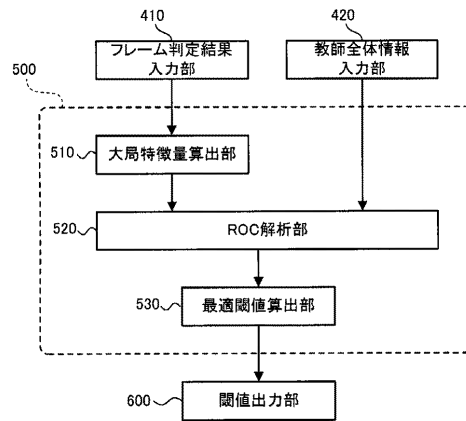 410
420
フレーム判定結果
入力部
教師全体情報
入力部
500
510
大局特徴量算出部
520
ROC解析部
530
最適閾値算出部
600
閾値出力部